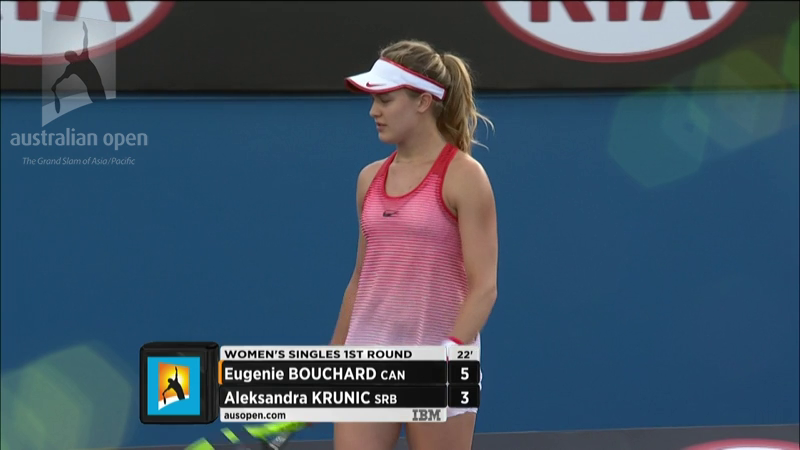 KIA
KIA
australian open
The Grand Slam of Asia/Pacific
WOMEN'S SINGLES 1ST ROUND 22'
Eugenie BOUCHARD CAN 5
Aleksandra KRUNIC SRB 3
ausopen.com IBM